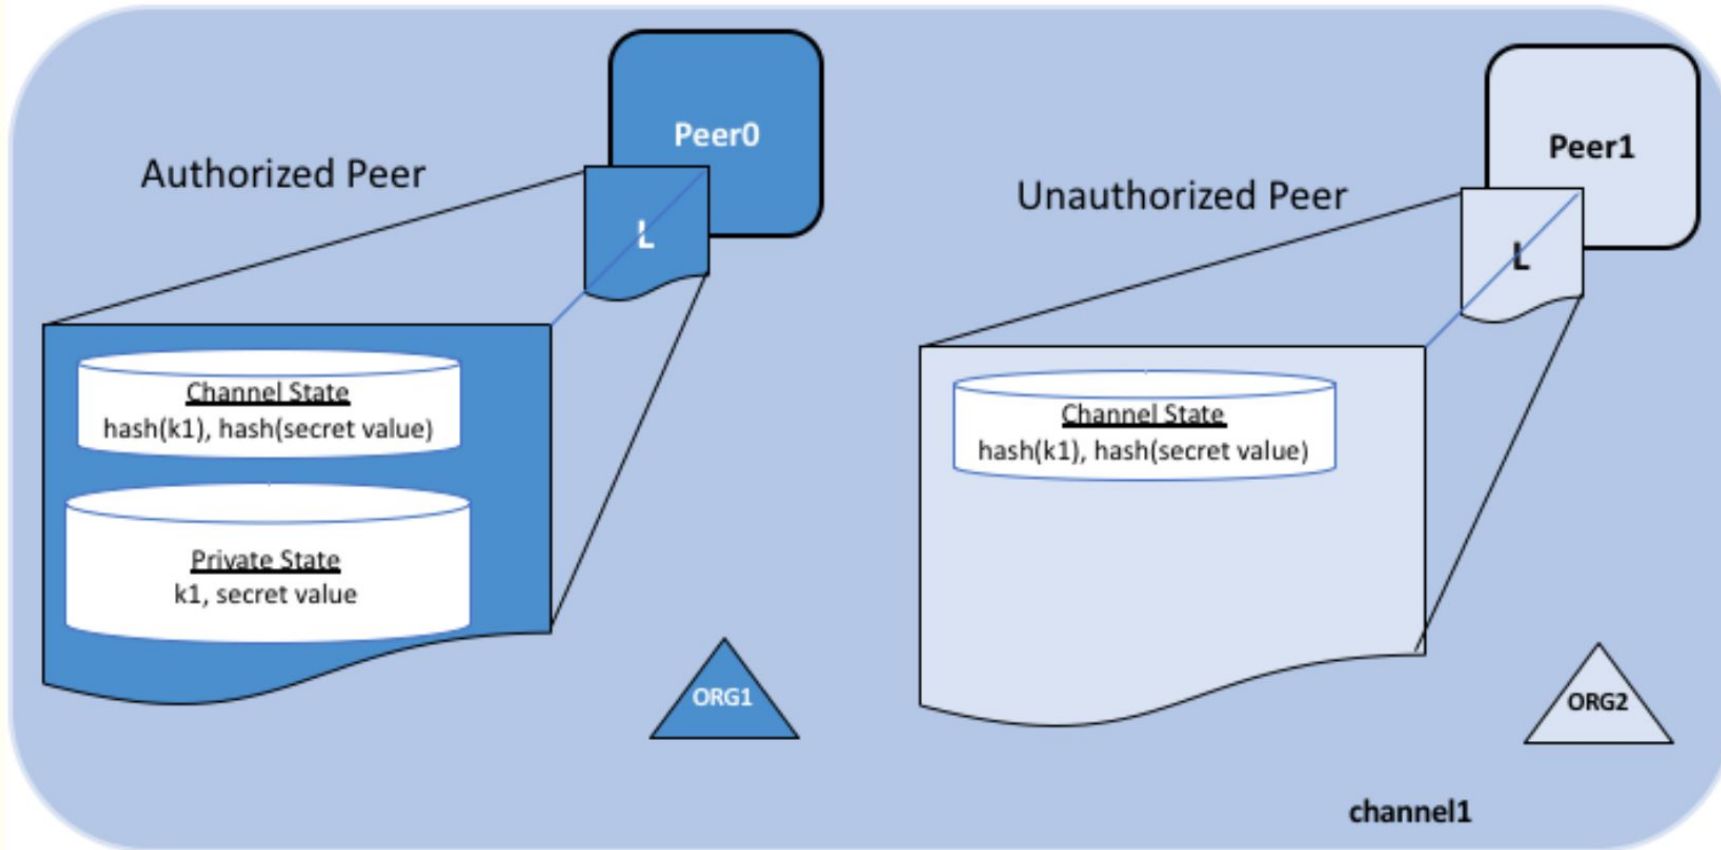 Peer0
Authorized Peer
L
Channel State
hash(k1), hash(secret value)
Private State
k1, secret value
ORG1
Peer1
Unauthorized Peer
L
Channel State
hash(k1), hash(secret value)
ORG2
channel1